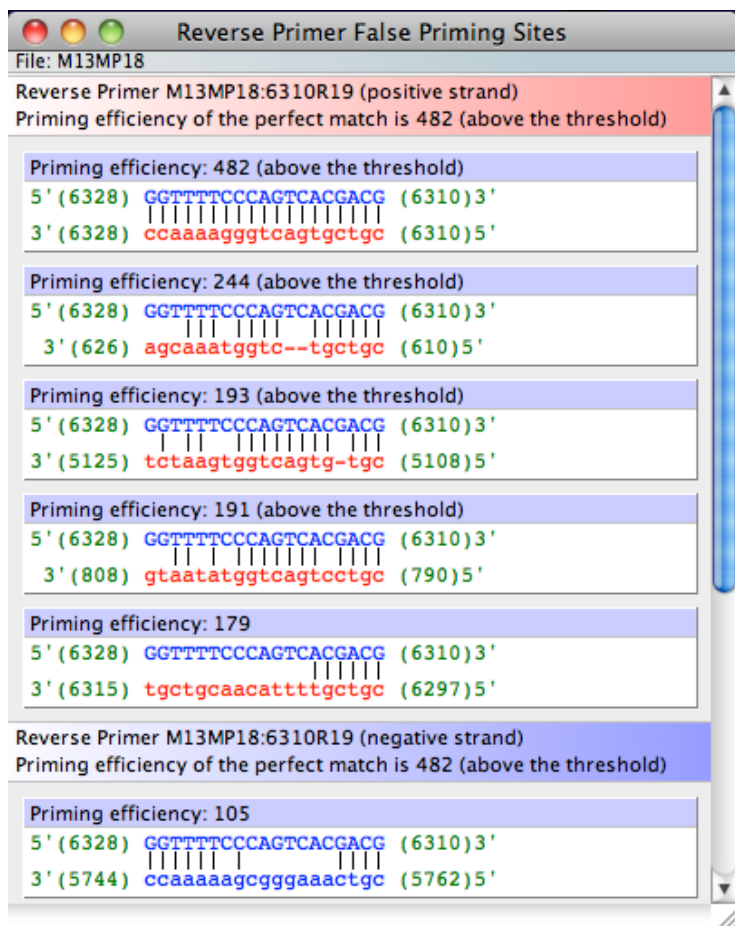 Reverse Primer False Priming Sites
File: M13MP18
Reverse Primer M13MP18:6310R19 (positive strand)
Priming efficiency of the perfect match is 482 (above the threshold)
Priming efficiency: 482 (above the threshold)
5'(6328) GGTTTTCCCAGTCACGACG (6310)3'
3'(6328) ccaaaagggtcagtgctgc (6310)5'
Priming efficiency: 244 (above the threshold)
5'(6328) GGTTTTCCCAGTCACGACG (6310)3'
3'(626) agcaaatggtc--tgctgc (610)5'
Priming efficiency: 193 (above the threshold)
5'(6328) GGTTTTCCCAGTCACGACG (6310)3'
3'(5125) tctaagtggtcagtg-tgc (5108)5'
Priming efficiency: 191 (above the threshold)
5'(6328) GGTTTTCCCAGTCACGACG (6310)3'
3'(808) gtaatatggtcagtcctgc (790)5'
Priming efficiency: 179
5'(6328) GGTTTTCCCAGTCACGACG (6310)3'
3'(6315) tgctgcaacattttgctgc (6297)5'
Reverse Primer M13MP18:6310R19 (negative strand)
Priming efficiency of the perfect match is 482 (above the threshold)
Priming efficiency: 105
5'(6328) GGTTTTCCCAGTCACGACG (6310)3'
3'(5744) ccaaaaagcgggaaactgc (5762)5'